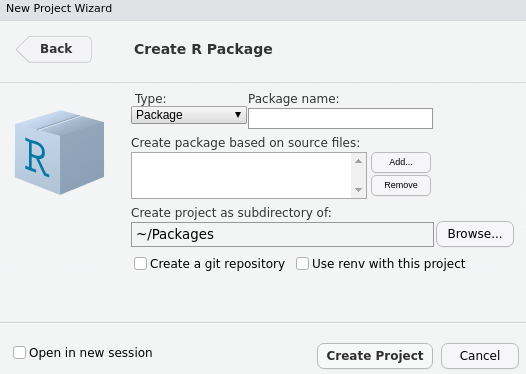 New Project Wizard
Back
Create R Package
Type:
Package name:
Package
R
Create package based on source files:
Add...
Remove
Create project as subdirectory of:
~/Packages
Browse...
Create a git repository
Use renv with this project
Open in new session
Create Project
Cancel